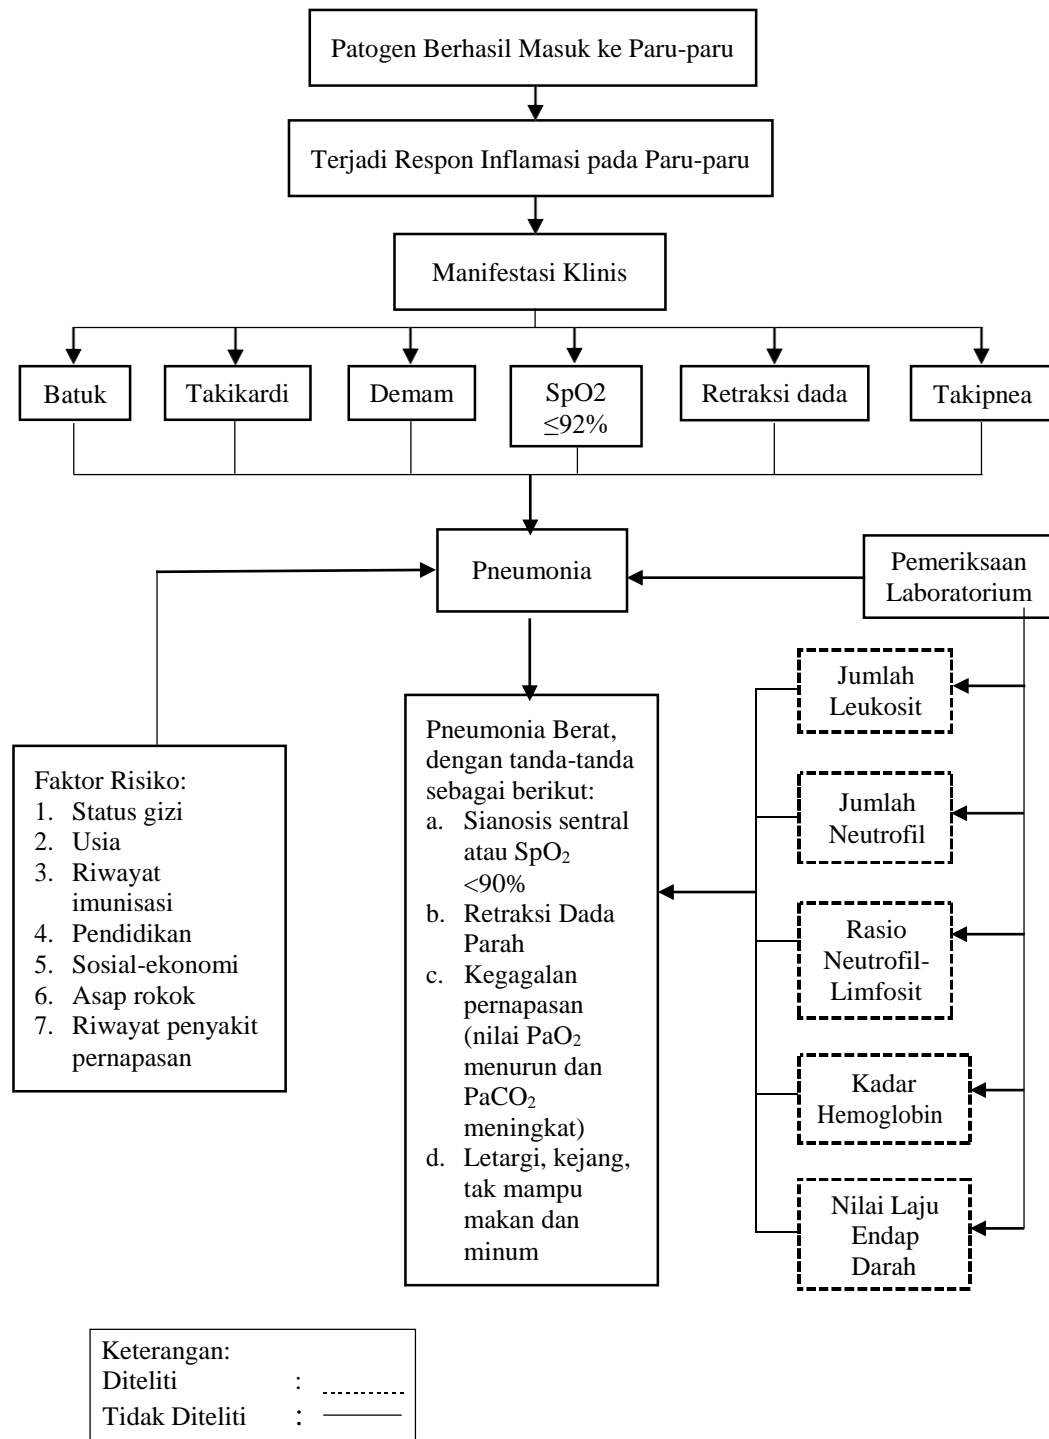 Patogen Berhasil Masuk ke Paru-paru
Terjadi Respon Inflamasi pada Paru-paru
Manifestasi Klinis
Batuk
Takikardi
Demam
SpO2
≤92%
Retraksi dada
Takipnea
Pneumonia
Pemeriksaan
Laboratorium
Faktor Risiko:
1. Status gizi
2. Usia
3. Riwayat
imunisasi
4. Pendidikan
5. Sosial-ekonomi
6. Asap rokok
7. Riwayat penyakit
pernapasan
Pneumonia Berat,
dengan tanda-tanda
sebagai berikut:
a. Sianosis sentral
atau SpO₂
<90%
b. Retraksi Dada
Parah
c. Kegagalan
pernapasan
(nilai PaO₂
menurun dan
PaCO₂
meningkat)
d. Letargi, kejang,
tak mampu
makan dan
minum
Jumlah
Leukosit
Jumlah
Neutrofil
Rasio
Neutrofil-
Limfosit
Kadar
Hemoglobin
Nilai Laju
Endap
Darah
Keterangan:
Diteliti :
Tidak Diteliti :